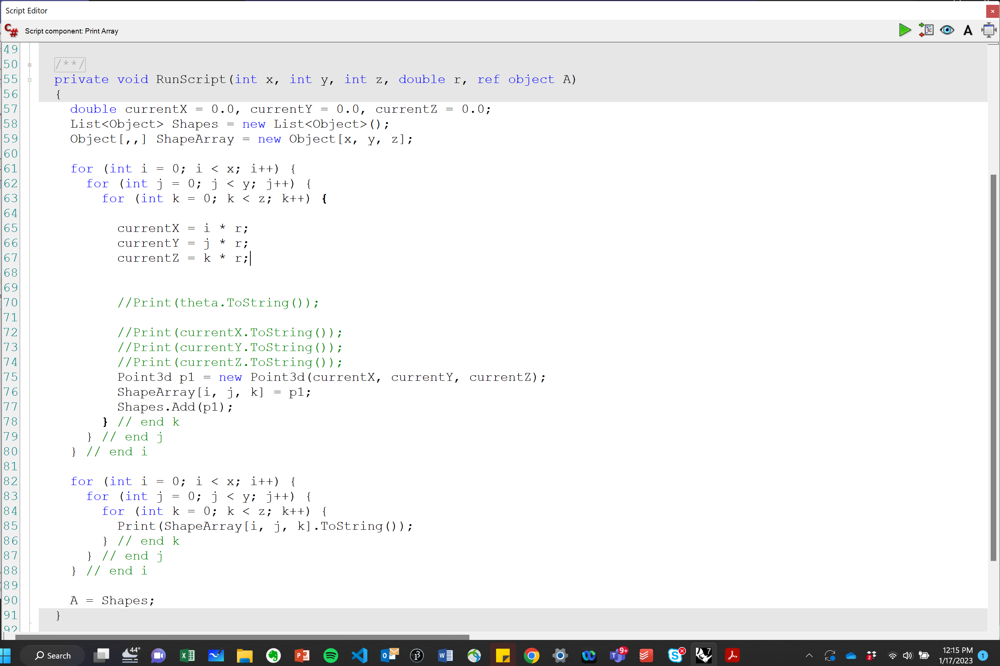 Script Editor
C# Script component: Print Array
A
49
50 /**/
55 private void RunScript(int x, int y, int z, double r, ref object A)
56 {
57 double currentX = 0.0, currentY = 0.0, currentZ = 0.0;
58 List<Object> Shapes = new List<Object>();
59 Object[,,] ShapeArray = new Object[x, y, z];
60
61 for (int i = 0; i < x; i++) {
62 for (int j = 0; j < y; j++) {
63 for (int k = 0; k < z; k++) {
64
65 currentX = i * r;
66 currentY = j * r;
67 currentZ = k * r;
68
69
70 //Print(theta.ToString());
71
72 //Print(currentX.ToString());
73 //Print(currentY.ToString());
74 //Print(currentZ.ToString());
75 Point3d p1 = new Point3d(currentX, currentY, currentZ);
76 ShapeArray[i, j, k] = p1;
77 Shapes.Add(p1);
78 } // end k
79 } // end j
80 } // end i
81
82 for (int i = 0; i < x; i++) {
83 for (int j = 0; j < y; j++) {
84 for (int k = 0; k < z; k++) {
85 Print(ShapeArray[i, j, k].ToString());
86 } // end k
87 } // end j
88 } // end i
89
90 A = Shapes;
91 }
92
Search 44° 9+ 7 2 12:15 PM 1
1/17/2023